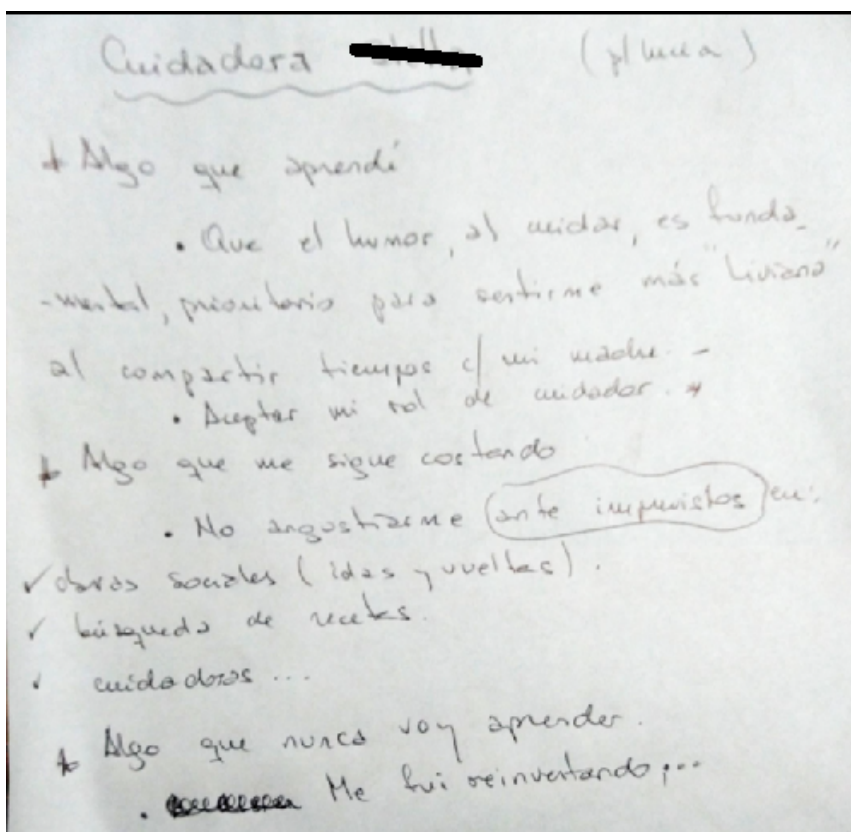 Cuidadora
* Algo que aprendí
• Que el humor, al cuidar, es funda-
-mental, prioritario para sentirme más "liviana"
al compartir tiempos c/ mi madre. -
• Aceptar mi rol de cuidador.
* Algo que me sigue costando
• No angustiarme ante imprevistos en:
✓ obras sociales (idas y vueltas).
✓ búsqueda de recetas.
✓ cuidadoras...
* Algo que nunca voy aprender.
• Me fui reinventando;...